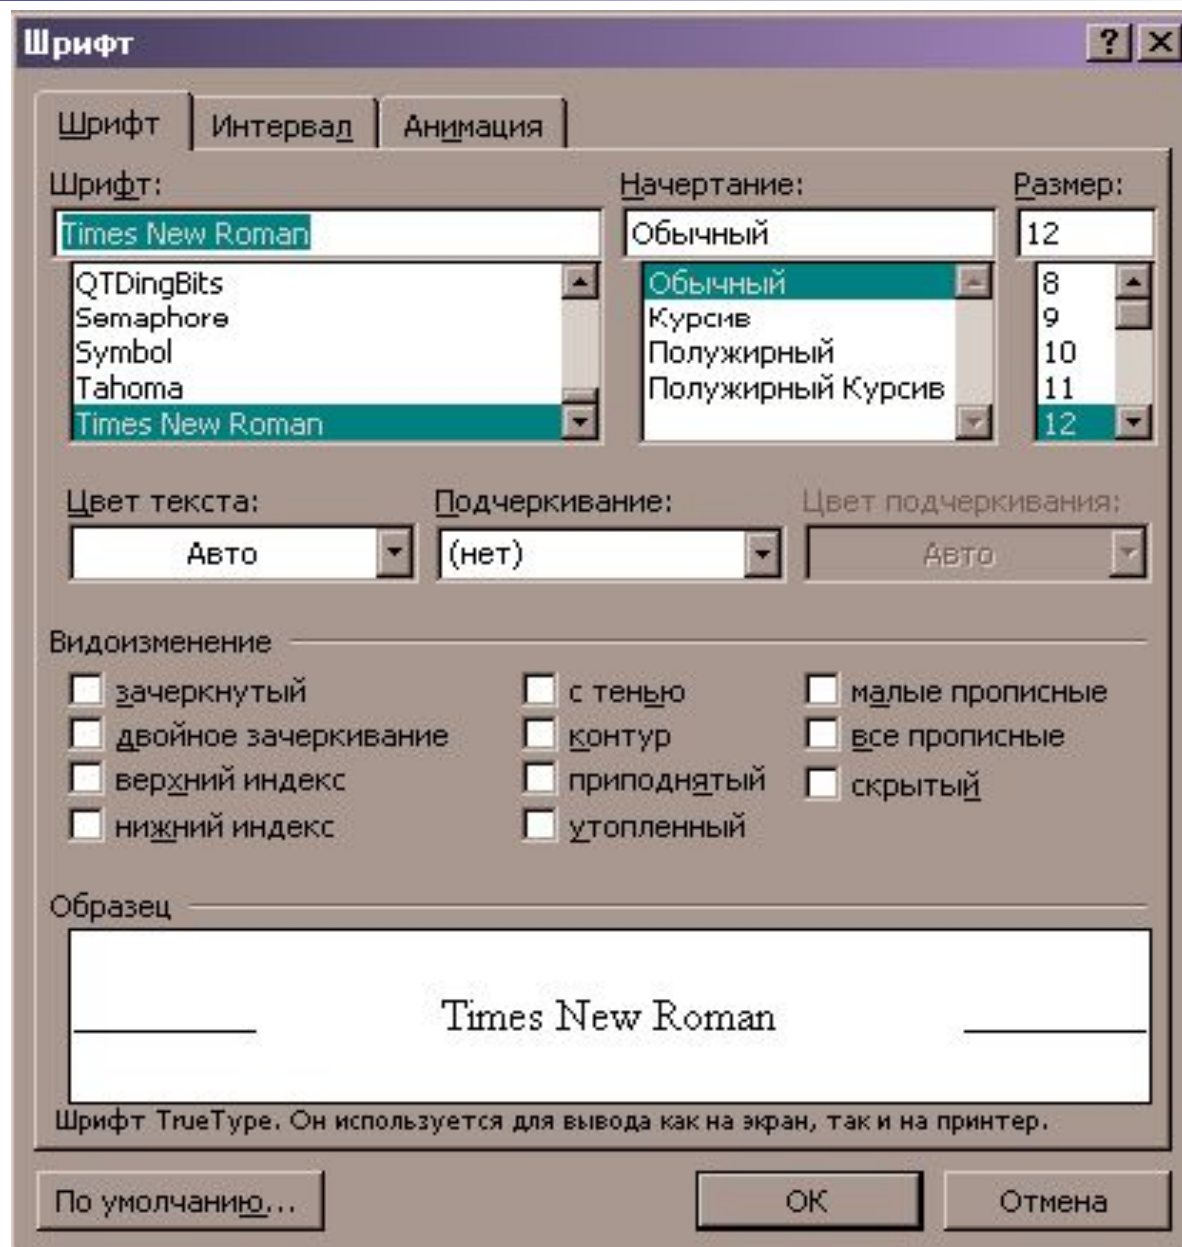 Шрифт
Шрифт Интервал Анимация
Шрифт: Начертание: Размер:
Times New Roman Обычный 12
QTDingBits Обычный 8
Semaphore Курсив 9
Symbol Полужирный 10
Tahoma Полужирный Курсив 11
Times New Roman 12
Цвет текста: Подчеркивание: Цвет подчеркивания:
Авто (нет) Авто
Видоизменение
зачеркнутый с тенью малые прописные
двойное зачеркивание контур все прописные
верхний индекс приподнятый скрытый
нижний индекс утопленный
Образец
Times New Roman
Шрифт TrueType. Он используется для вывода как на экран, так и на принтер.
По умолчанию... ОК Отмена